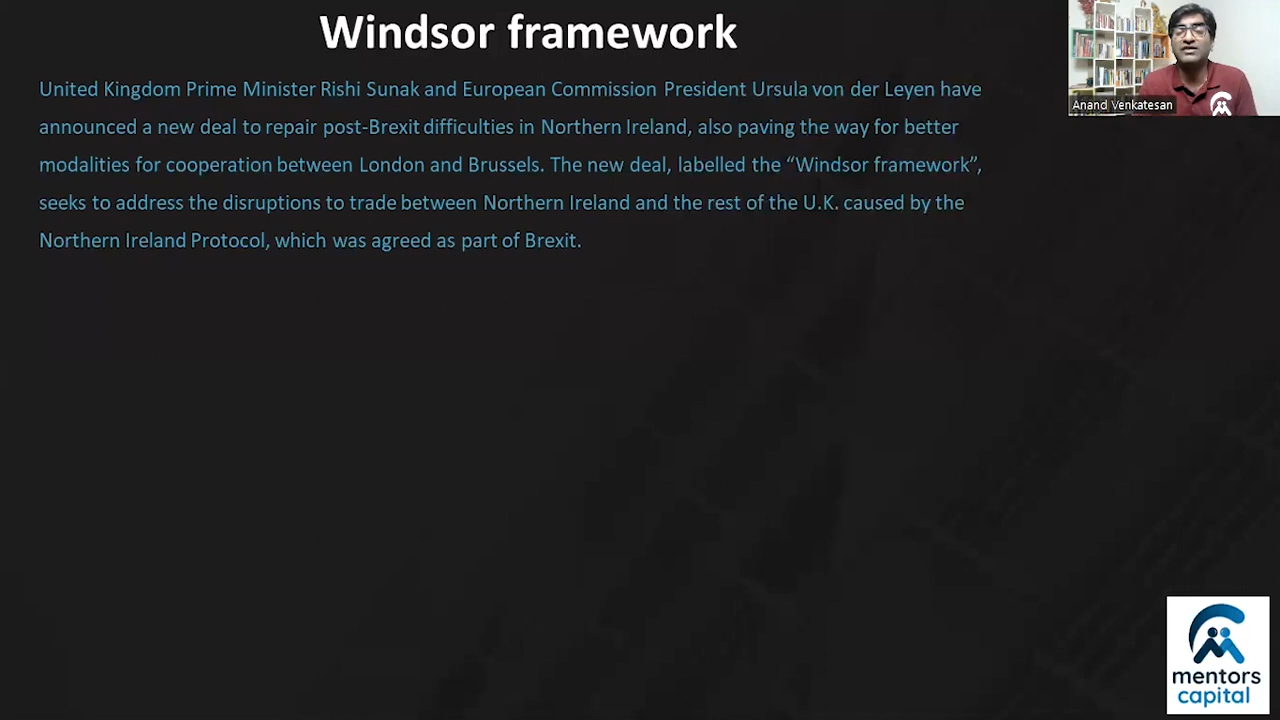 Windsor framework
United Kingdom Prime Minister Rishi Sunak and European Commission President Ursula von der Leyen have
announced a new deal to repair post-Brexit difficulties in Northern Ireland, also paving the way for better
modalities for cooperation between London and Brussels. The new deal, labelled the “Windsor framework”,
seeks to address the disruptions to trade between Northern Ireland and the rest of the U.K. caused by the
Northern Ireland Protocol, which was agreed as part of Brexit.
Anand Venkatesan
mentors
capital